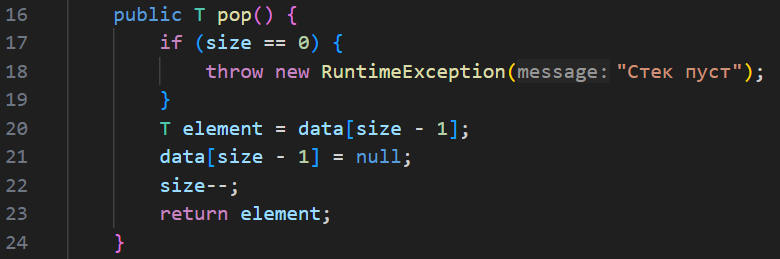 16 public T pop() {
17 if (size == 0) {
18 throw new RuntimeException(message: "Стек пуст");
19 }
20 T element = data[size - 1];
21 data[size - 1] = null;
22 size--;
23 return element;
24 }